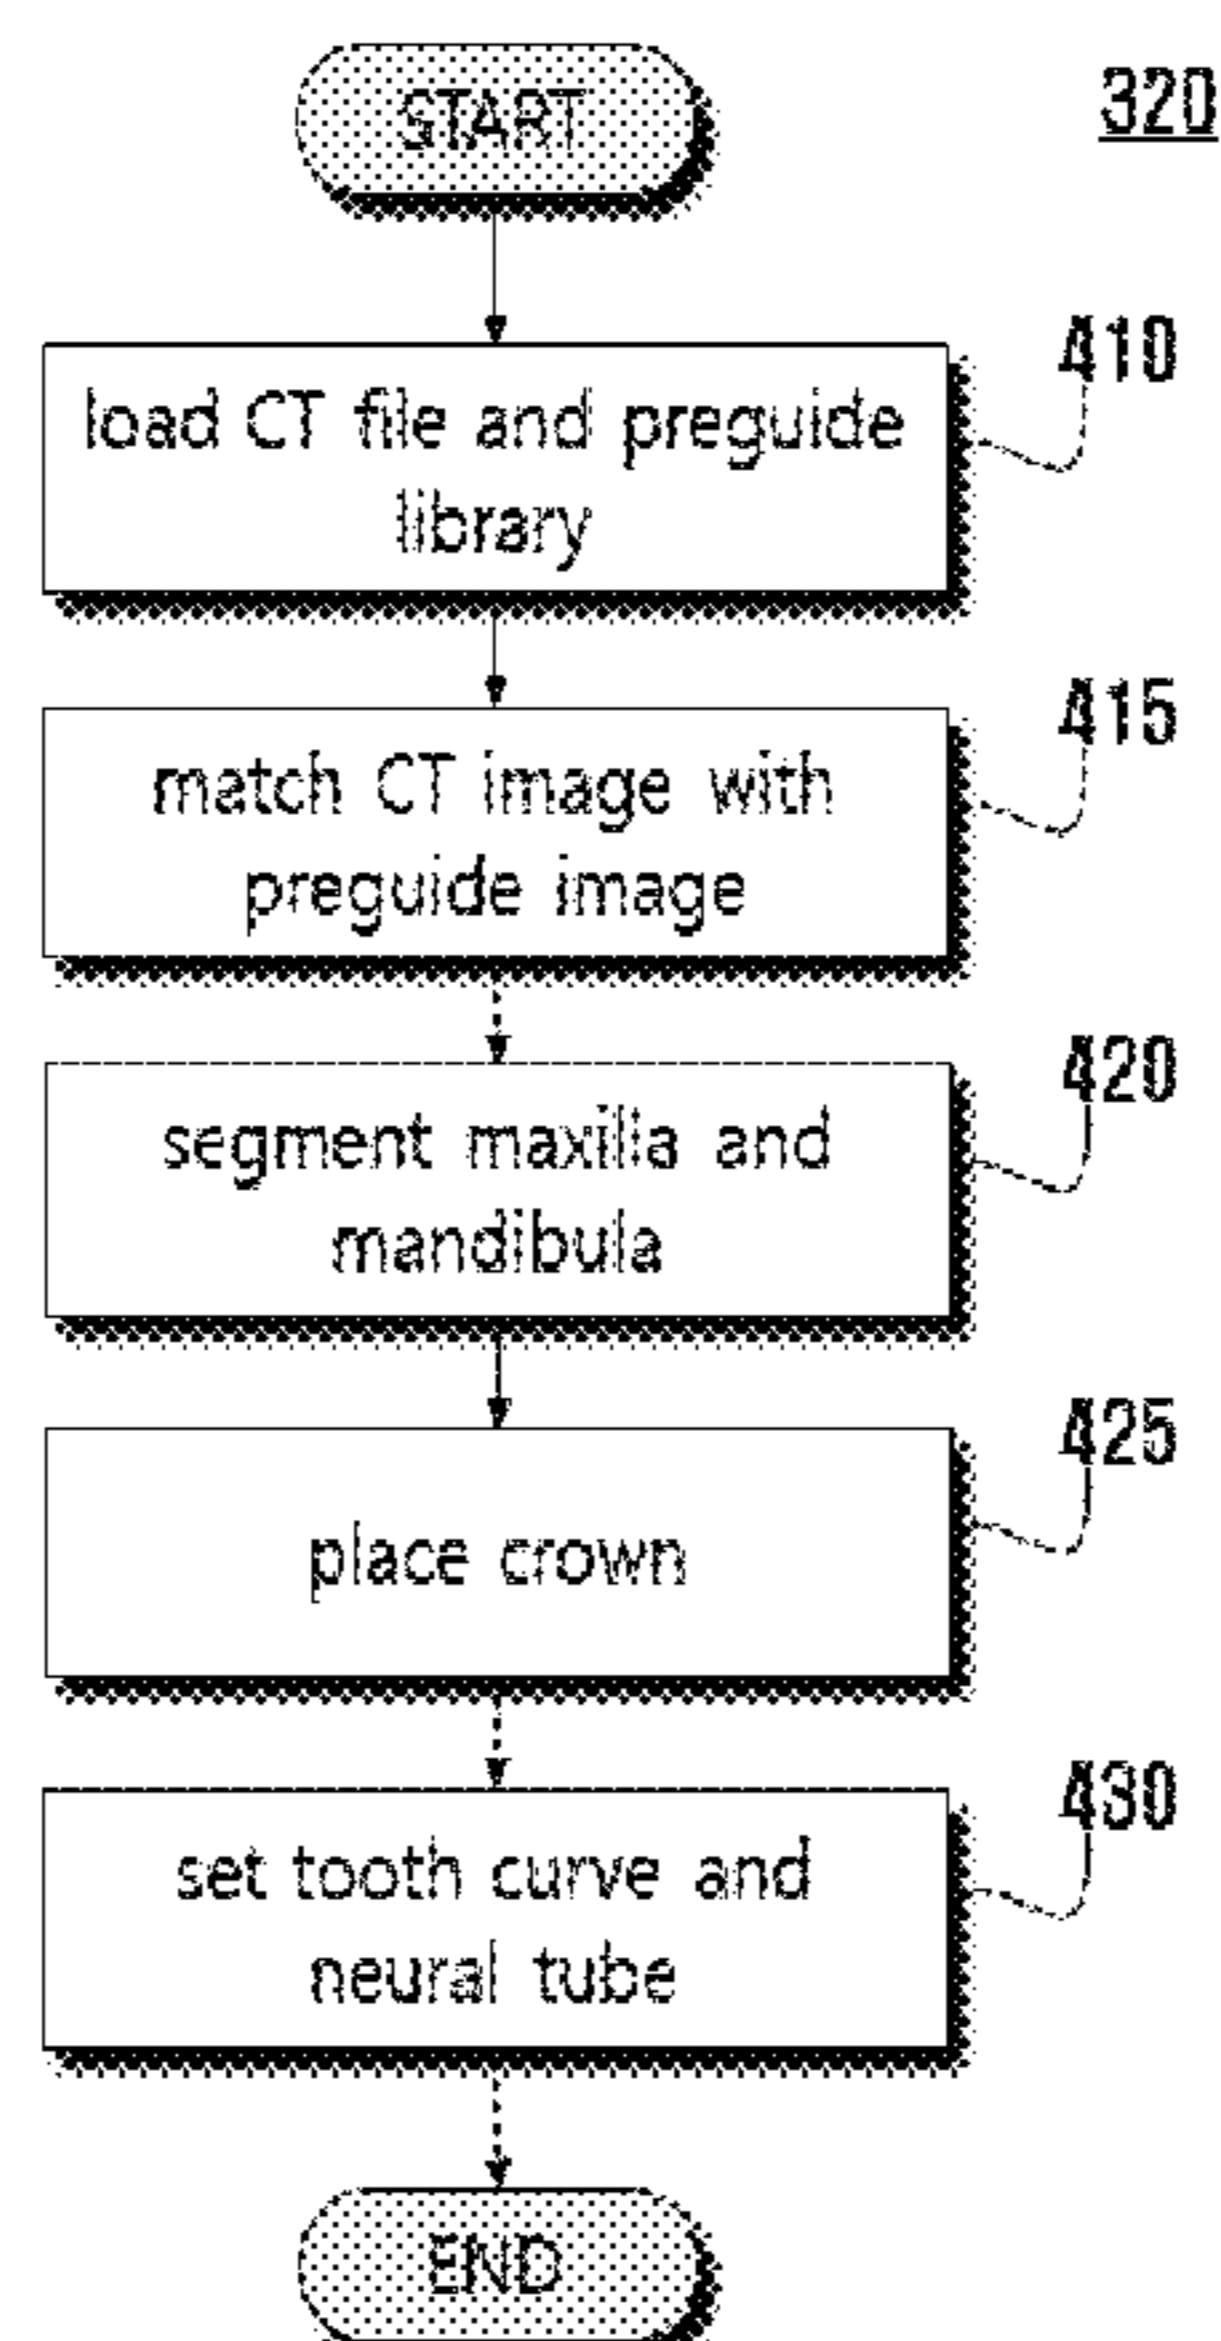 START
320
410
load CT file and preguide
library
415
match CT image with
preguide image
420
segment maxilla and
mandibula
425
place crown
430
set tooth curve and
neural tube
END